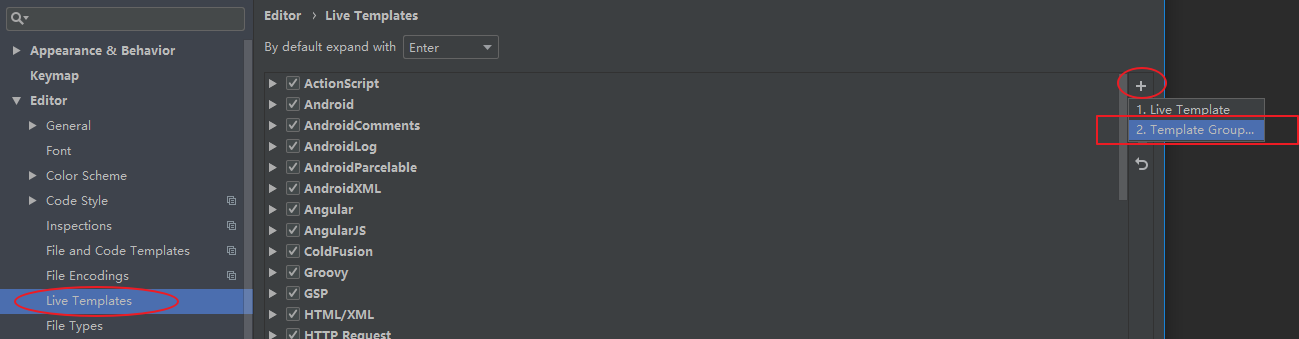 Editor › Live Templates
By default expand with Enter
Appearance & Behavior
Keymap
Editor
General
Font
Color Scheme
Code Style
Inspections
File and Code Templates
File Encodings
Live Templates
File Types
ActionScript
Android
AndroidComments
AndroidLog
AndroidParcelable
AndroidXML
Angular
AngularJS
ColdFusion
Groovy
GSP
HTML/XML
HTTP Request
1. Live Template
2. Template Group...